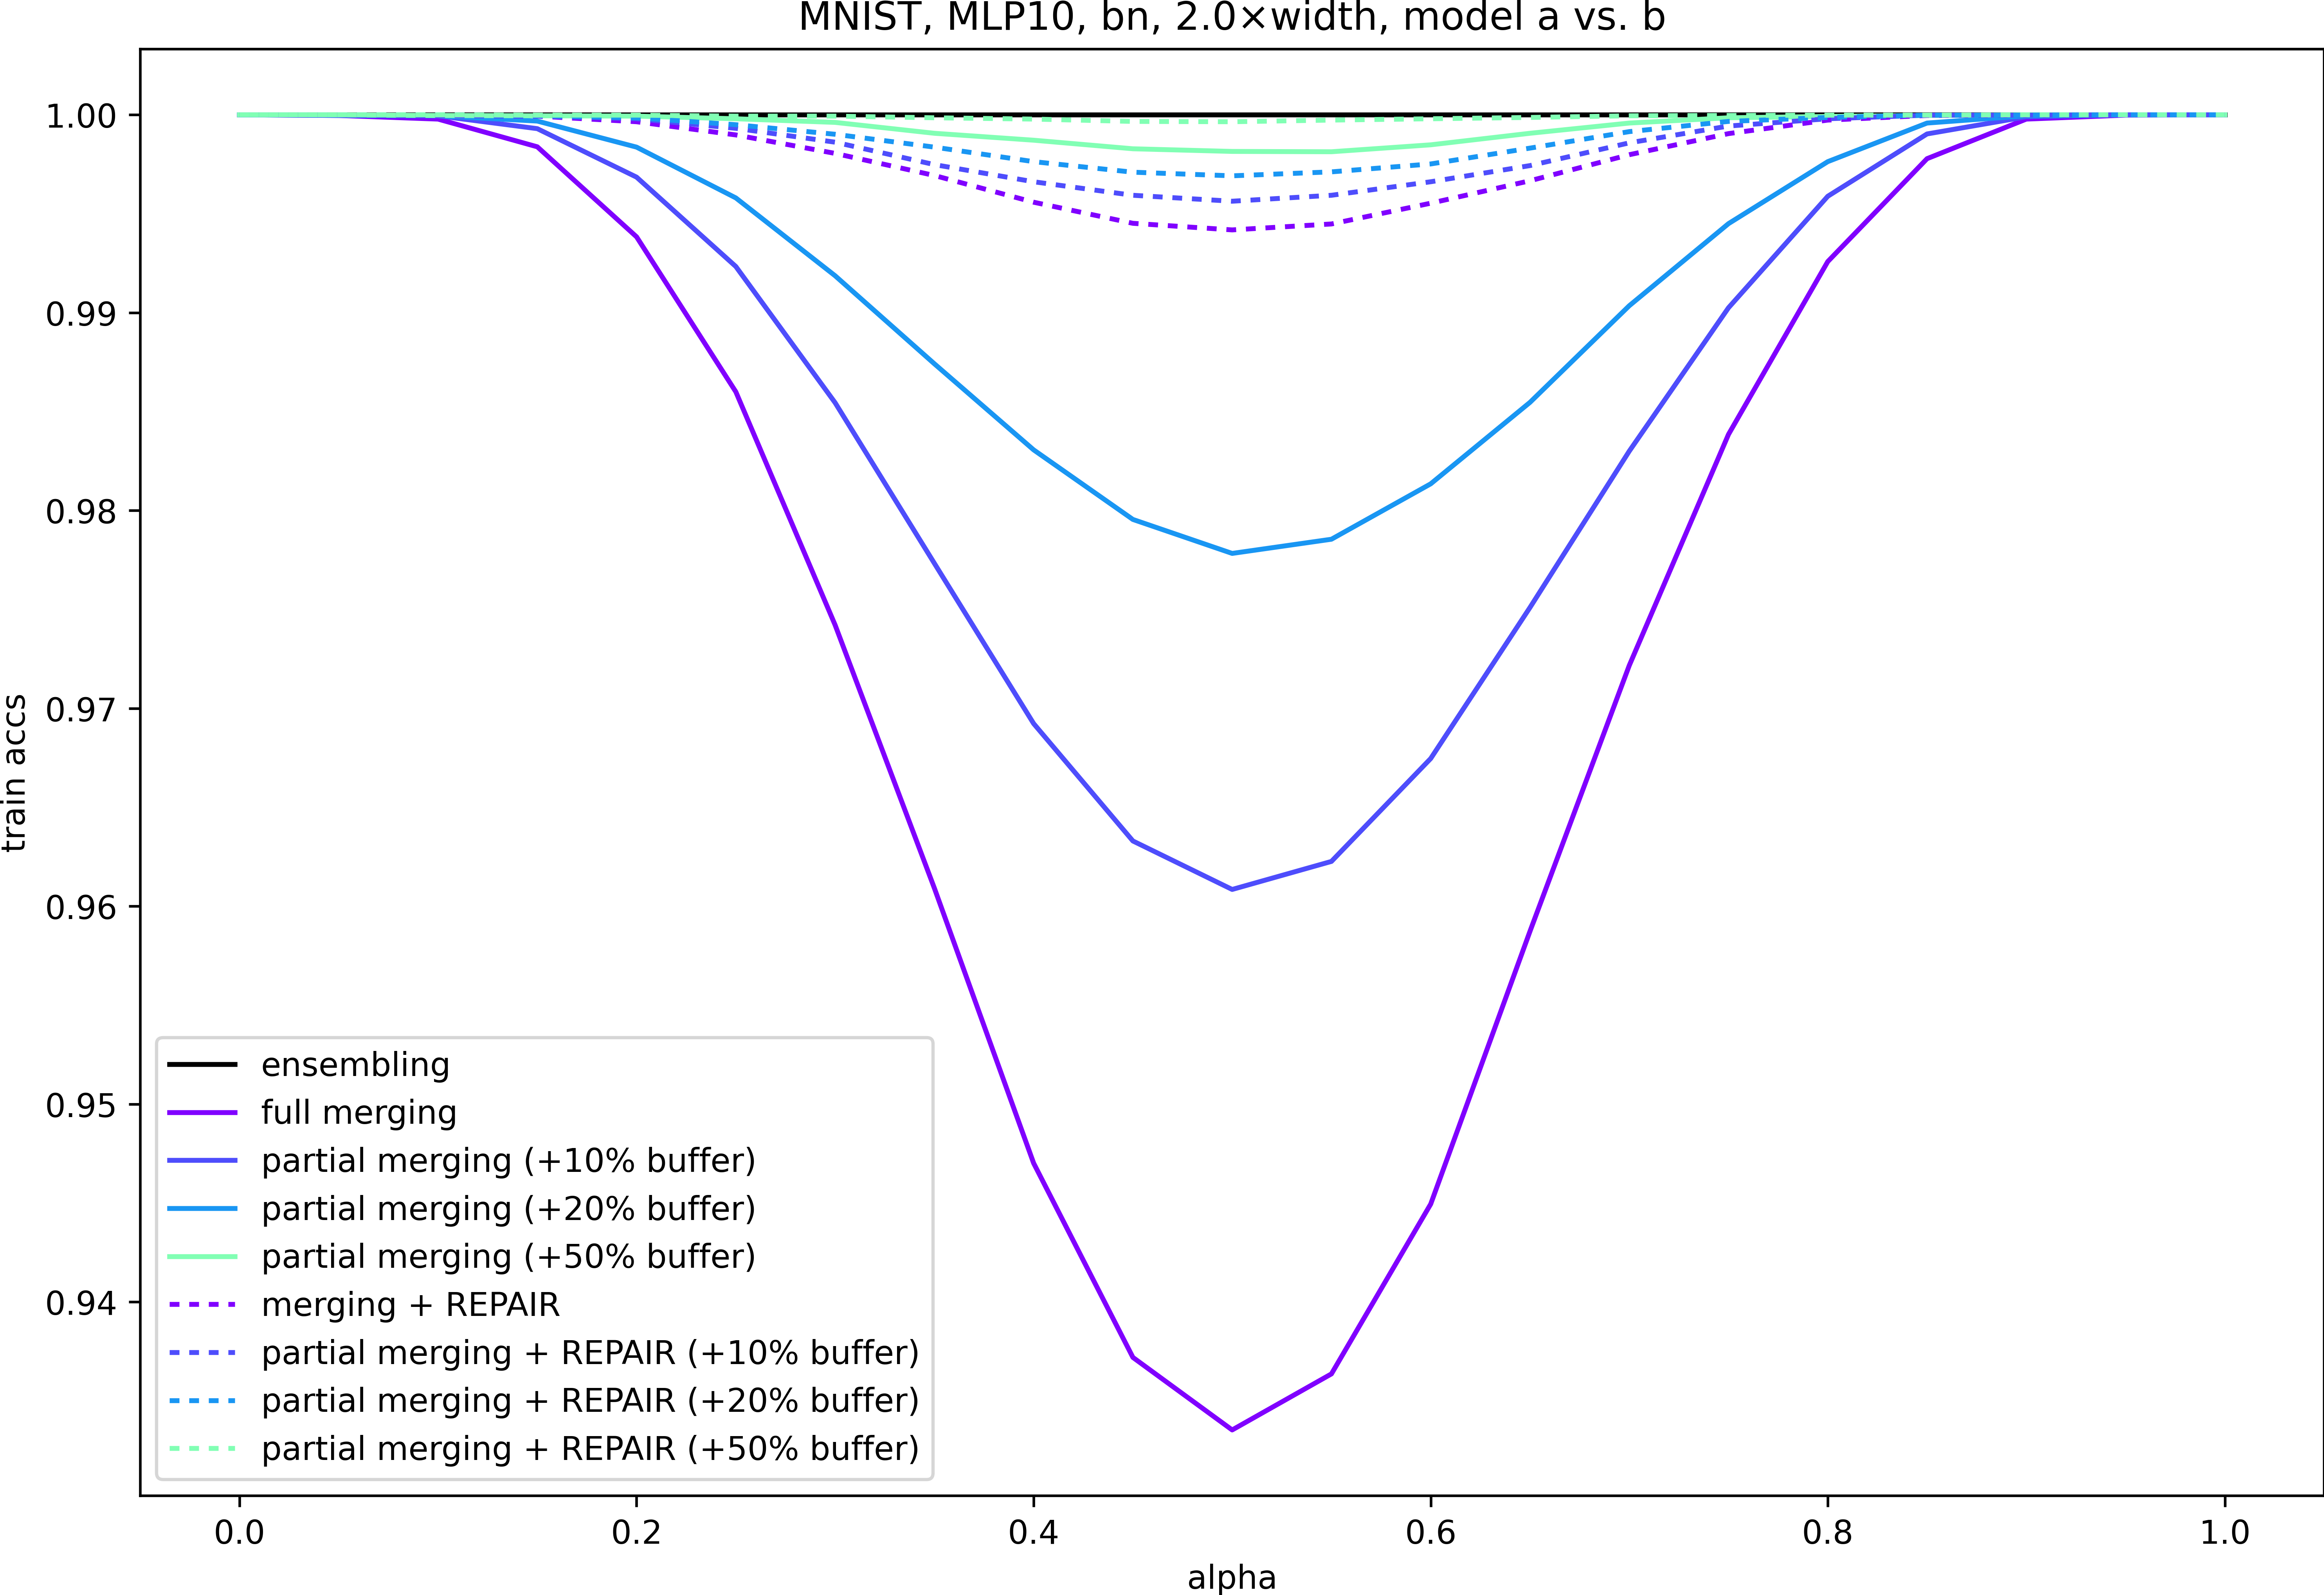 MNIST, MLP10, bn, 2.0×width, model a vs. b
1.00
0.99
0.98
0.97
0.96
0.95
0.94
train accs
ensembling
full merging
partial merging (+10% buffer)
partial merging (+20% buffer)
partial merging (+50% buffer)
merging + REPAIR
partial merging + REPAIR (+10% buffer)
partial merging + REPAIR (+20% buffer)
partial merging + REPAIR (+50% buffer)
0.0 0.2 0.4 0.6 0.8 1.0
alpha